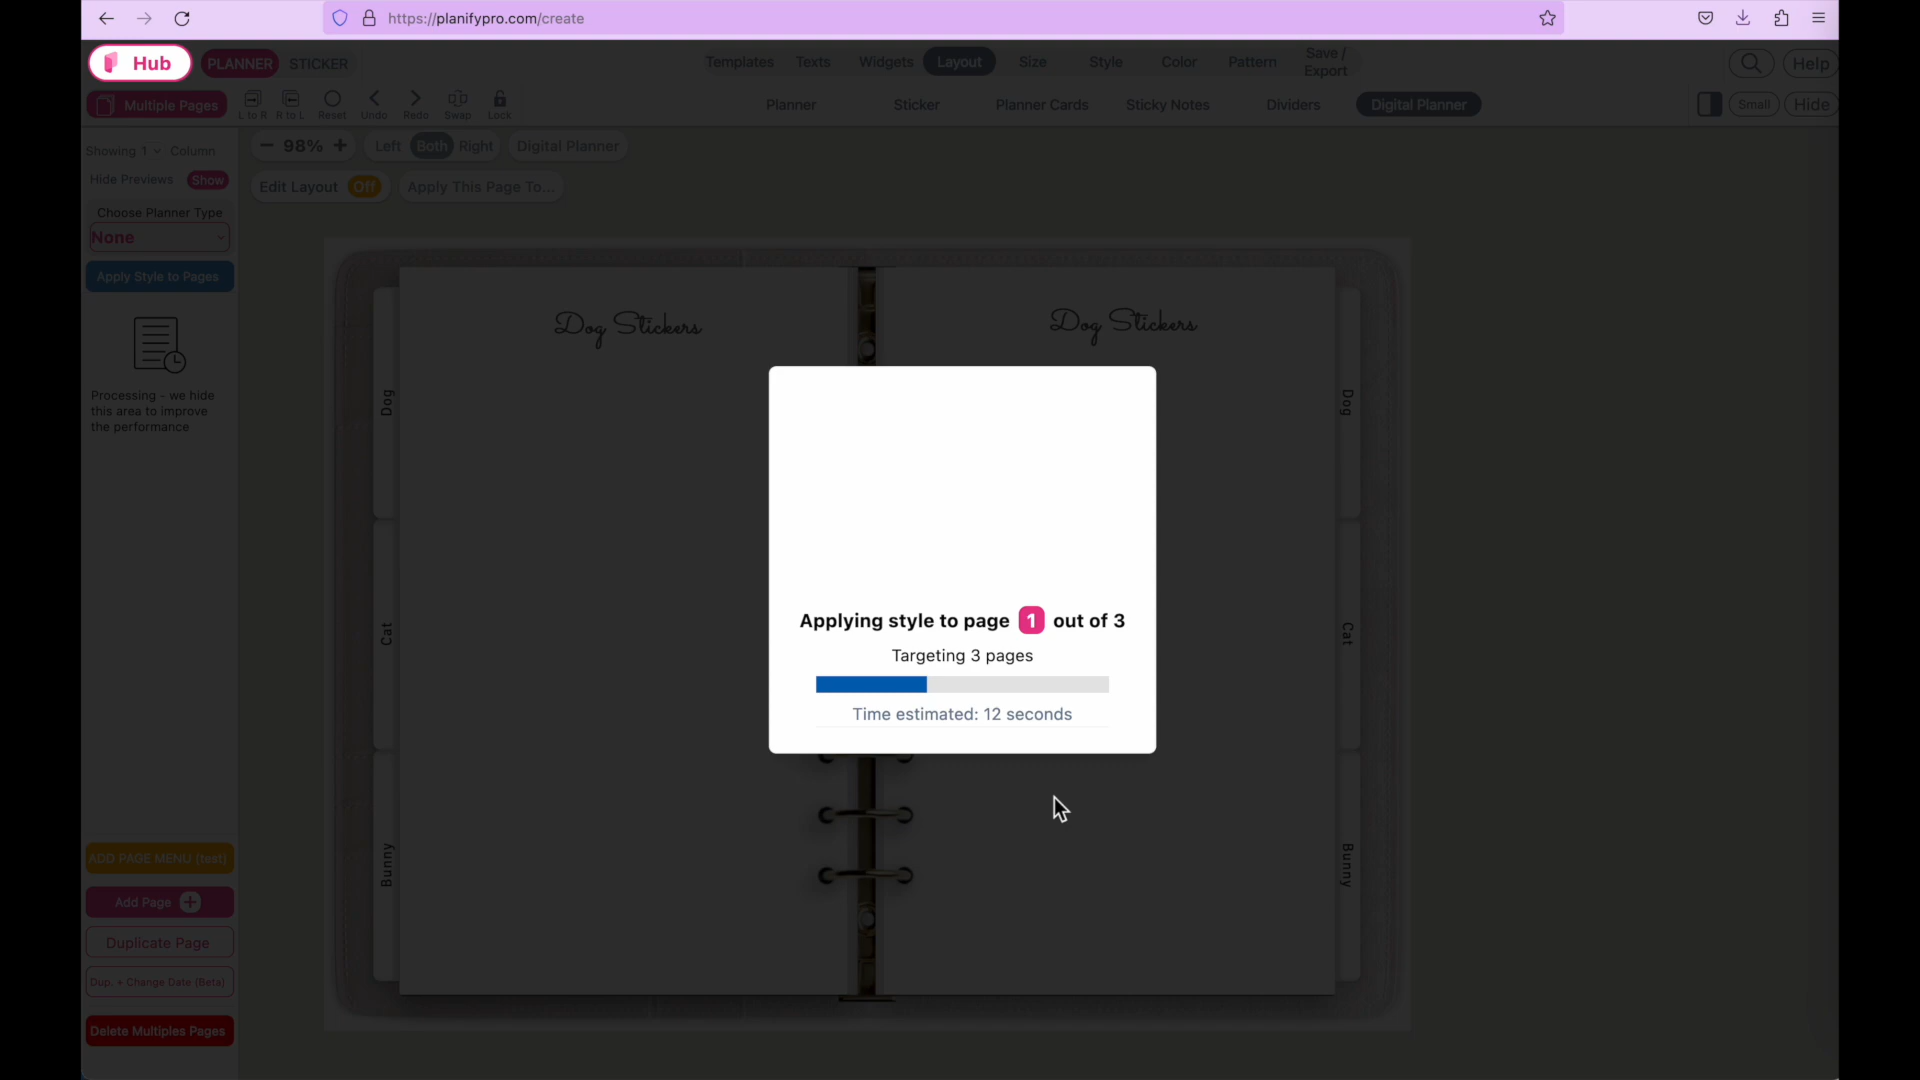 https://planifypro.com/create
Hub
PLANNER
STICKER
Templates
Texts
Widgets
Layout
Size
Style
Color
Pattern
Save /
Export
Help
Multiple Pages
L to R
R to L
Reset
Undo
Redo
Swap
Lock
Planner
Sticker
Planner Cards
Sticky Notes
Dividers
Digital Planner
Small
Hide
Showing 1 Column
98%
Left
Both
Right
Digital Planner
Hide Previews
Show
Edit Layout
Off
Apply This Page To...
Choose Planner Type
None
Apply Style to Pages
Processing - we hide
this area to improve
the performance
Dog Stickers
Dog Stickers
Dog
Cat
Bunny
Dog
Cat
Bunny
Applying style to page 1 out of 3
Targeting 3 pages
Time estimated: 12 seconds
ADD PAGE MENU (test)
Add Page
Duplicate Page
Dup. + Change Date (Beta)
Delete Multiples Pages